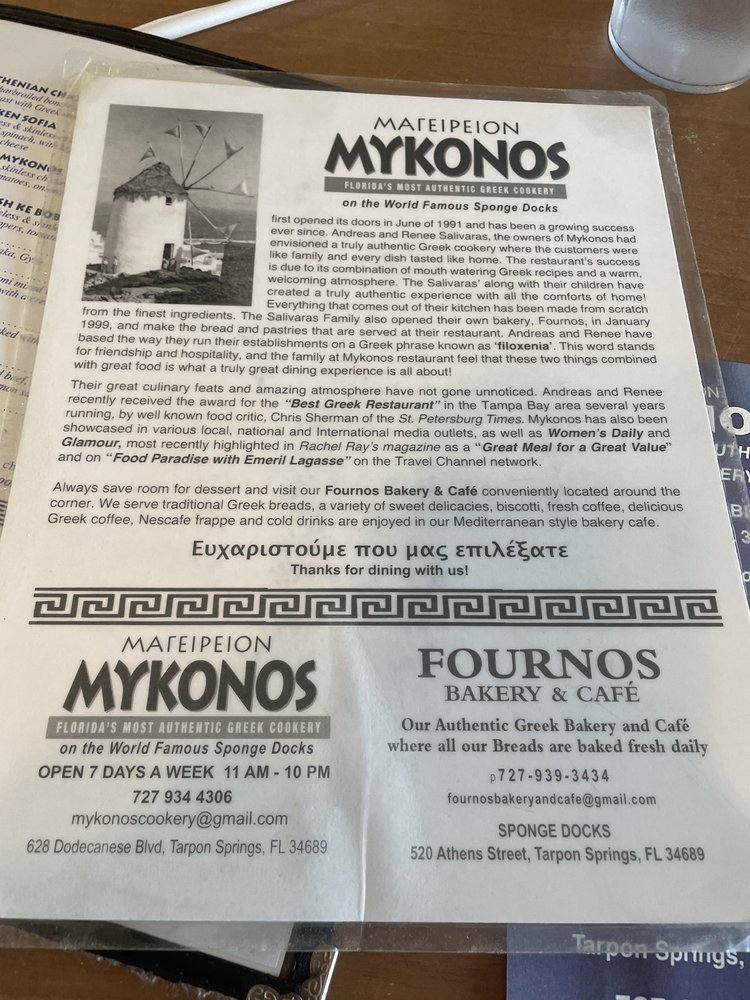 ΜΑΓΕΙΡΕΙΟΝ
MYKONOS
FLORIDA'S MOST AUTHENTIC GREEK COOKERY
on the World Famous Sponge Docks
first opened its doors in June of 1991 and has been a growing success
ever since. Andreas and Renee Salivaras, the owners of Mykonos had
envisioned a truly authentic Greek cookery where the customers were
like family and every dish tasted like home. The restaurant's success
is due to its combination of mouth watering Greek recipes and a warm,
welcoming atmosphere. The Salivaras' along with their children have
created a truly authentic experience with all the comforts of home!
Everything that comes out of their kitchen has been made from scratch
from the finest ingredients. The Salivaras Family also opened their own bakery, Fournos, in January
1999, and make the bread and pastries that are served at their restaurant. Andreas and Renee have
based the way they run their establishments on a Greek phrase known as 'filoxenia'. This word stands
for friendship and hospitality, and the family at Mykonos restaurant feel that these two things combined
with great food is what a truly great dining experience is all about!
Their great culinary feats and amazing atmosphere have not gone unnoticed. Andreas and Renee
recently received the award for the "Best Greek Restaurant" in the Tampa Bay area several years
running, by well known food critic, Chris Sherman of the St. Petersburg Times. Mykonos has also been
showcased in various local, national and International media outlets, as well as Women's Daily and
Glamour, most recently highlighted in Rachel Ray's magazine as a "Great Meal for a Great Value"
and on "Food Paradise with Emeril Lagasse" on the Travel Channel network.
Always save room for dessert and visit our Fournos Bakery & Café conveniently located around the
corner. We serve traditional Greek breads, a variety of sweet delicacies, biscotti, fresh coffee, delicious
Greek coffee, Nescafe frappe and cold drinks are enjoyed in our Mediterranean style bakery cafe.
Ευχαριστούμε που μας επιλέξατε
Thanks for dining with us!
ΜΑΓΕΙΡΕΙΟΝ
MYKONOS
FLORIDA'S MOST AUTHENTIC GREEK COOKERY
on the World Famous Sponge Docks
OPEN 7 DAYS A WEEK 11 AM - 10 PM
727 934 4306
mykonoscookery@gmail.com
628 Dodecanese Blvd, Tarpon Springs, FL 34689
FOURNOS
BAKERY & CAFÉ
Our Authentic Greek Bakery and Café
where all our Breads are baked fresh daily
p727-939-3434
fournosbakeryandcafe@gmail.com
SPONGE DOCKS
520 Athens Street, Tarpon Springs, FL 34689
Tarpon Springs,